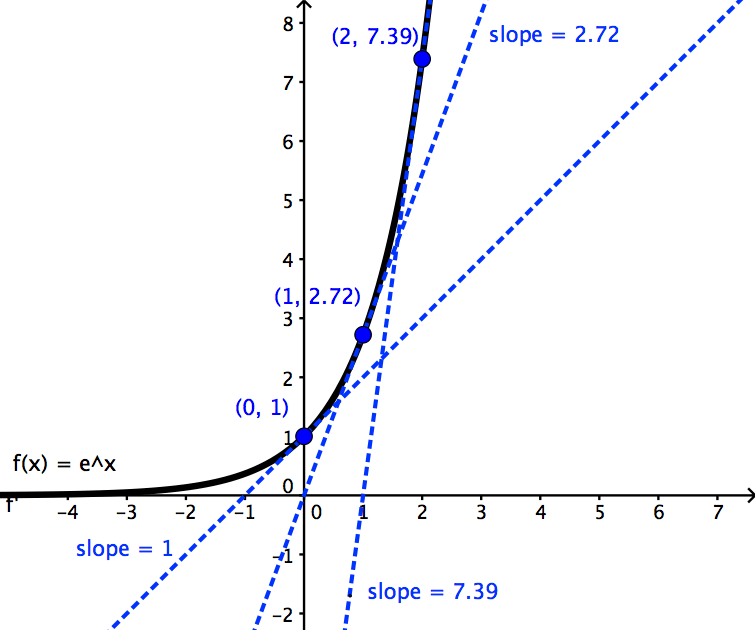 8
(2, 7.39)
slope = 2.72
7
6
5
4
(1, 2.72)
3
2
(0, 1)
1
f(x) = e^x
0
f
-4 -3 -2 -1 0 1 2 3 4 5 6 7
slope = 1
-1
slope = 7.39
-2